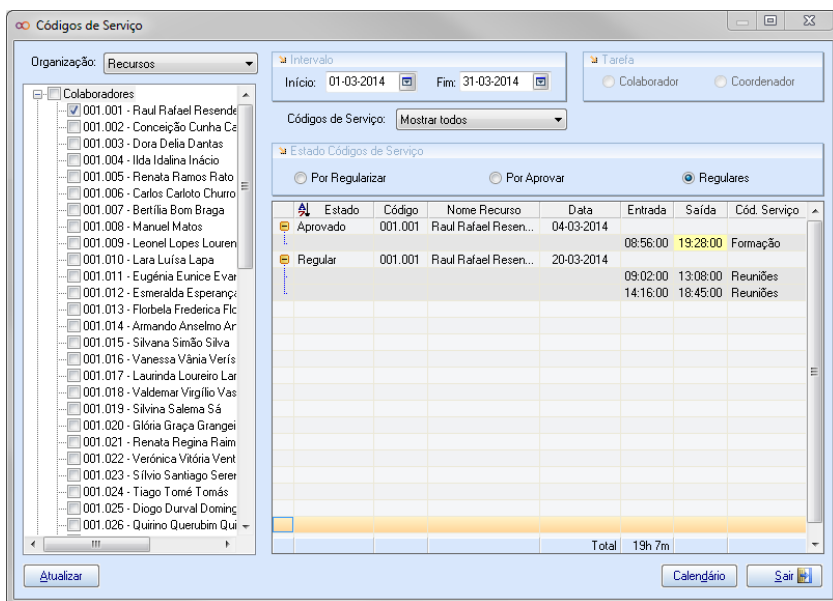 Códigos de Serviço
Organização: Recursos
Colaboradores
001.001 - Raul Rafael Resende
001.002 - Conceição Cunha Ca
001.003 - Dora Delia Dantas
001.004 - Ilda Idalina Inácio
001.005 - Renata Ramos Rato
001.006 - Carlos Carloto Churro
001.007 - Bertília Bom Braga
001.008 - Manuel Matos
001.009 - Leonel Lopes Louren
001.010 - Lara Luísa Lapa
001.011 - Eugénia Eunice Evar
001.012 - Esmeralda Esperança
001.013 - Florbela Frederica Flo
001.014 - Armando Anselmo Ar
001.015 - Silvana Simão Silva
001.016 - Vanessa Vânia Verís
001.017 - Laurinda Loureiro Lar
001.018 - Valdemar Virgílio Vas
001.019 - Silvina Salema Sá
001.020 - Glória Graça Grangei
001.021 - Renata Regina Raim
001.022 - Verónica Vitória Vent
001.023 - Sílvio Santiago Serer
001.024 - Tiago Tomé Tomás
001.025 - Diogo Durval Doming
001.026 - Quirino Querubim Qui
Atualizar
Intervalo
Início: 01-03-2014 Fim: 31-03-2014
Tarefa
Colaborador Coordenador
Códigos de Serviço: Mostrar todos
Estado Códigos de Serviço
Por Regularizar Por Aprovar Regulares
Estado Código Nome Recurso Data Entrada Saída Cód. Serviço
Aprovado 001.001 Raul Rafael Resen... 04-03-2014
08:56:00 19:28:00 Formação
Regular 001.001 Raul Rafael Resen... 20-03-2014
09:02:00 13:08:00 Reuniões
14:16:00 18:45:00 Reuniões
Total 19h 7m
Calendário Sair